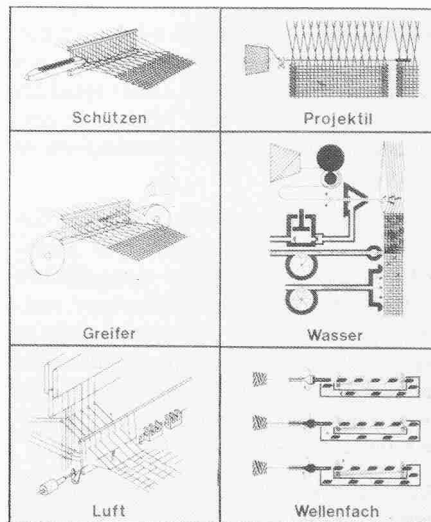 Schützen
Projektil
Greifer
Wasser
Luft
Wellenfach